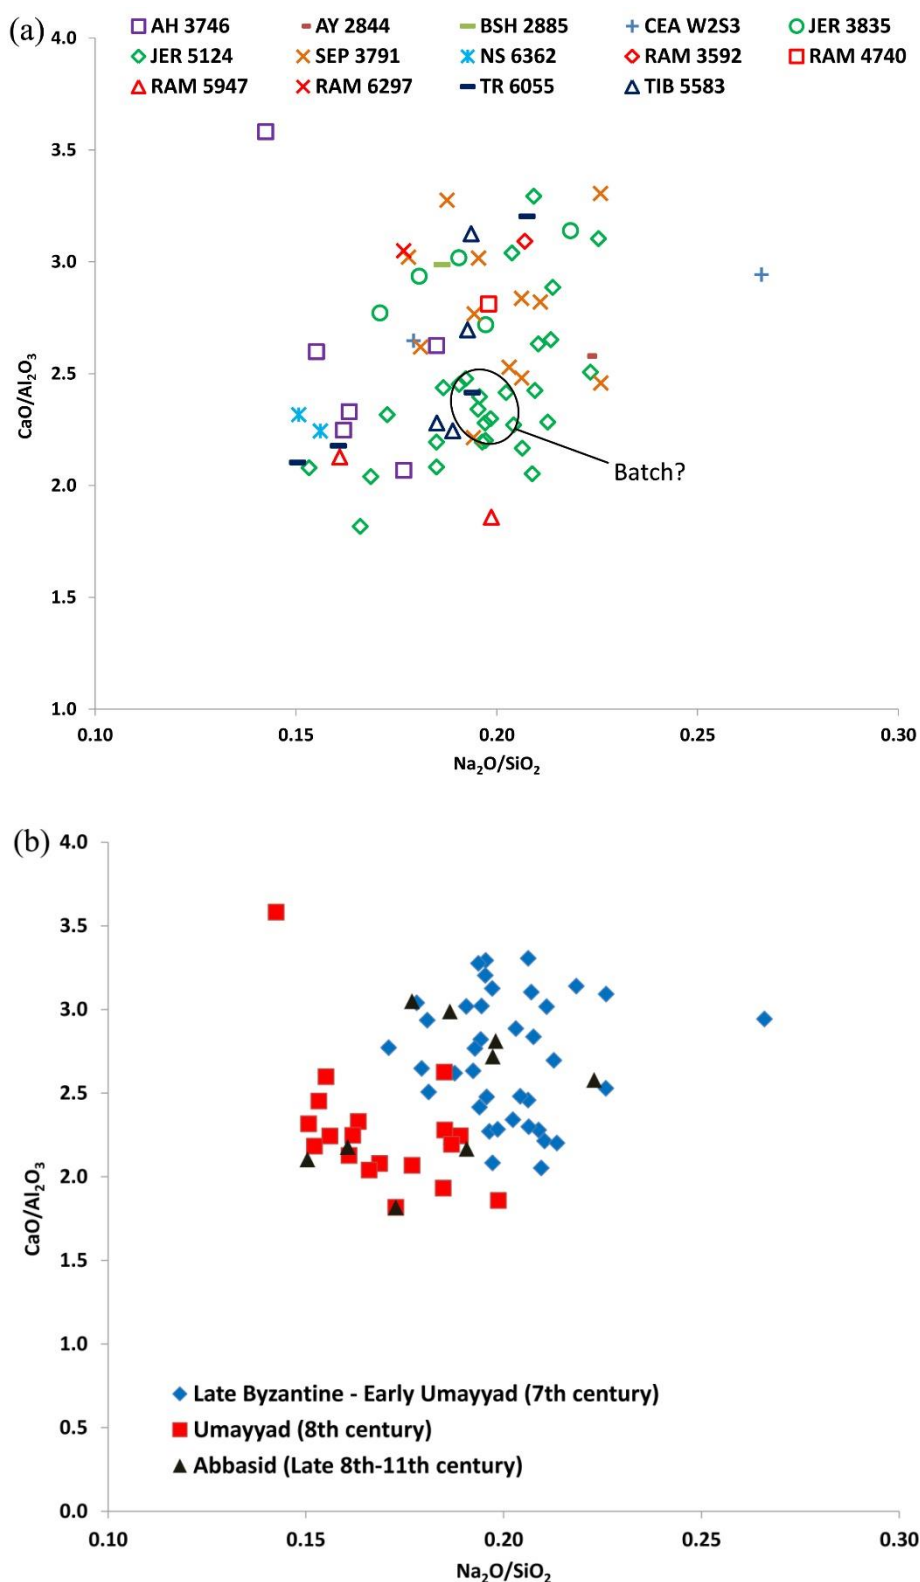 (a)
AH 3746 AY 2844 BSH 2885 CEA W2S3 JER 3835
JER 5124 SEP 3791 NS 6362 RAM 3592 RAM 4740
RAM 5947 RAM 6297 TR 6055 TIB 5583
4.0
3.5
3.0
2.5
2.0
1.5
1.0
CaO/Al₂O₃
Batch?
0.10 0.15 0.20 0.25 0.30
Na₂O/SiO₂
(b)
4.0
3.5
3.0
2.5
2.0
1.5
1.0
0.5
0.0
CaO/Al₂O₃
Late Byzantine - Early Umayyad (7th century)
Umayyad (8th century)
Abbasid (Late 8th-11th century)
0.10 0.15 0.20 0.25 0.30
Na₂O/SiO₂